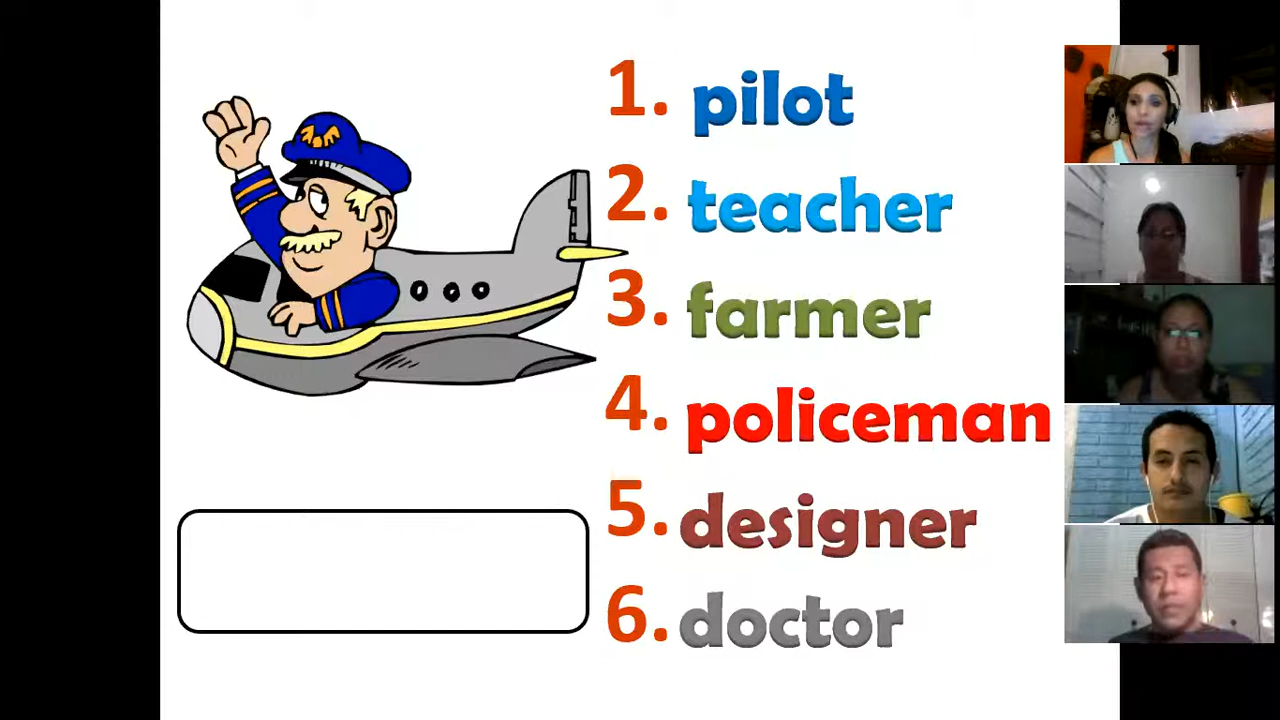 1. pilot
2. teacher
3. farmer
4. policeman
5. designer
6. doctor